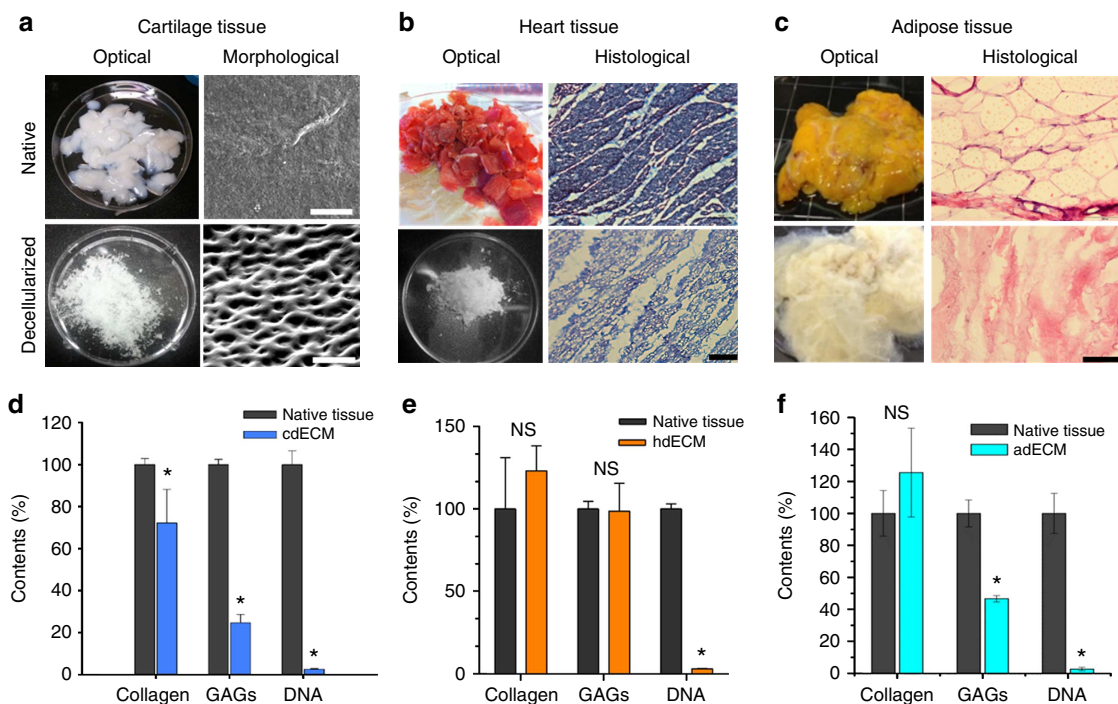 a Cartilage tissue
Optical Morphological
Native
Decellularized
b Heart tissue
Optical Histological
c Adipose tissue
Optical Histological
d
Native tissue
cdECM
Contents (%)
120
100
80
60
40
20
0
*
*
*
Collagen GAGs DNA
e
Native tissue
hdECM
Contents (%)
150
100
50
0
NS
NS
*
Collagen GAGs DNA
f
Native tissue
adECM
Contents (%)
160
140
120
100
80
60
40
20
0
NS
*
*
Collagen GAGs DNA